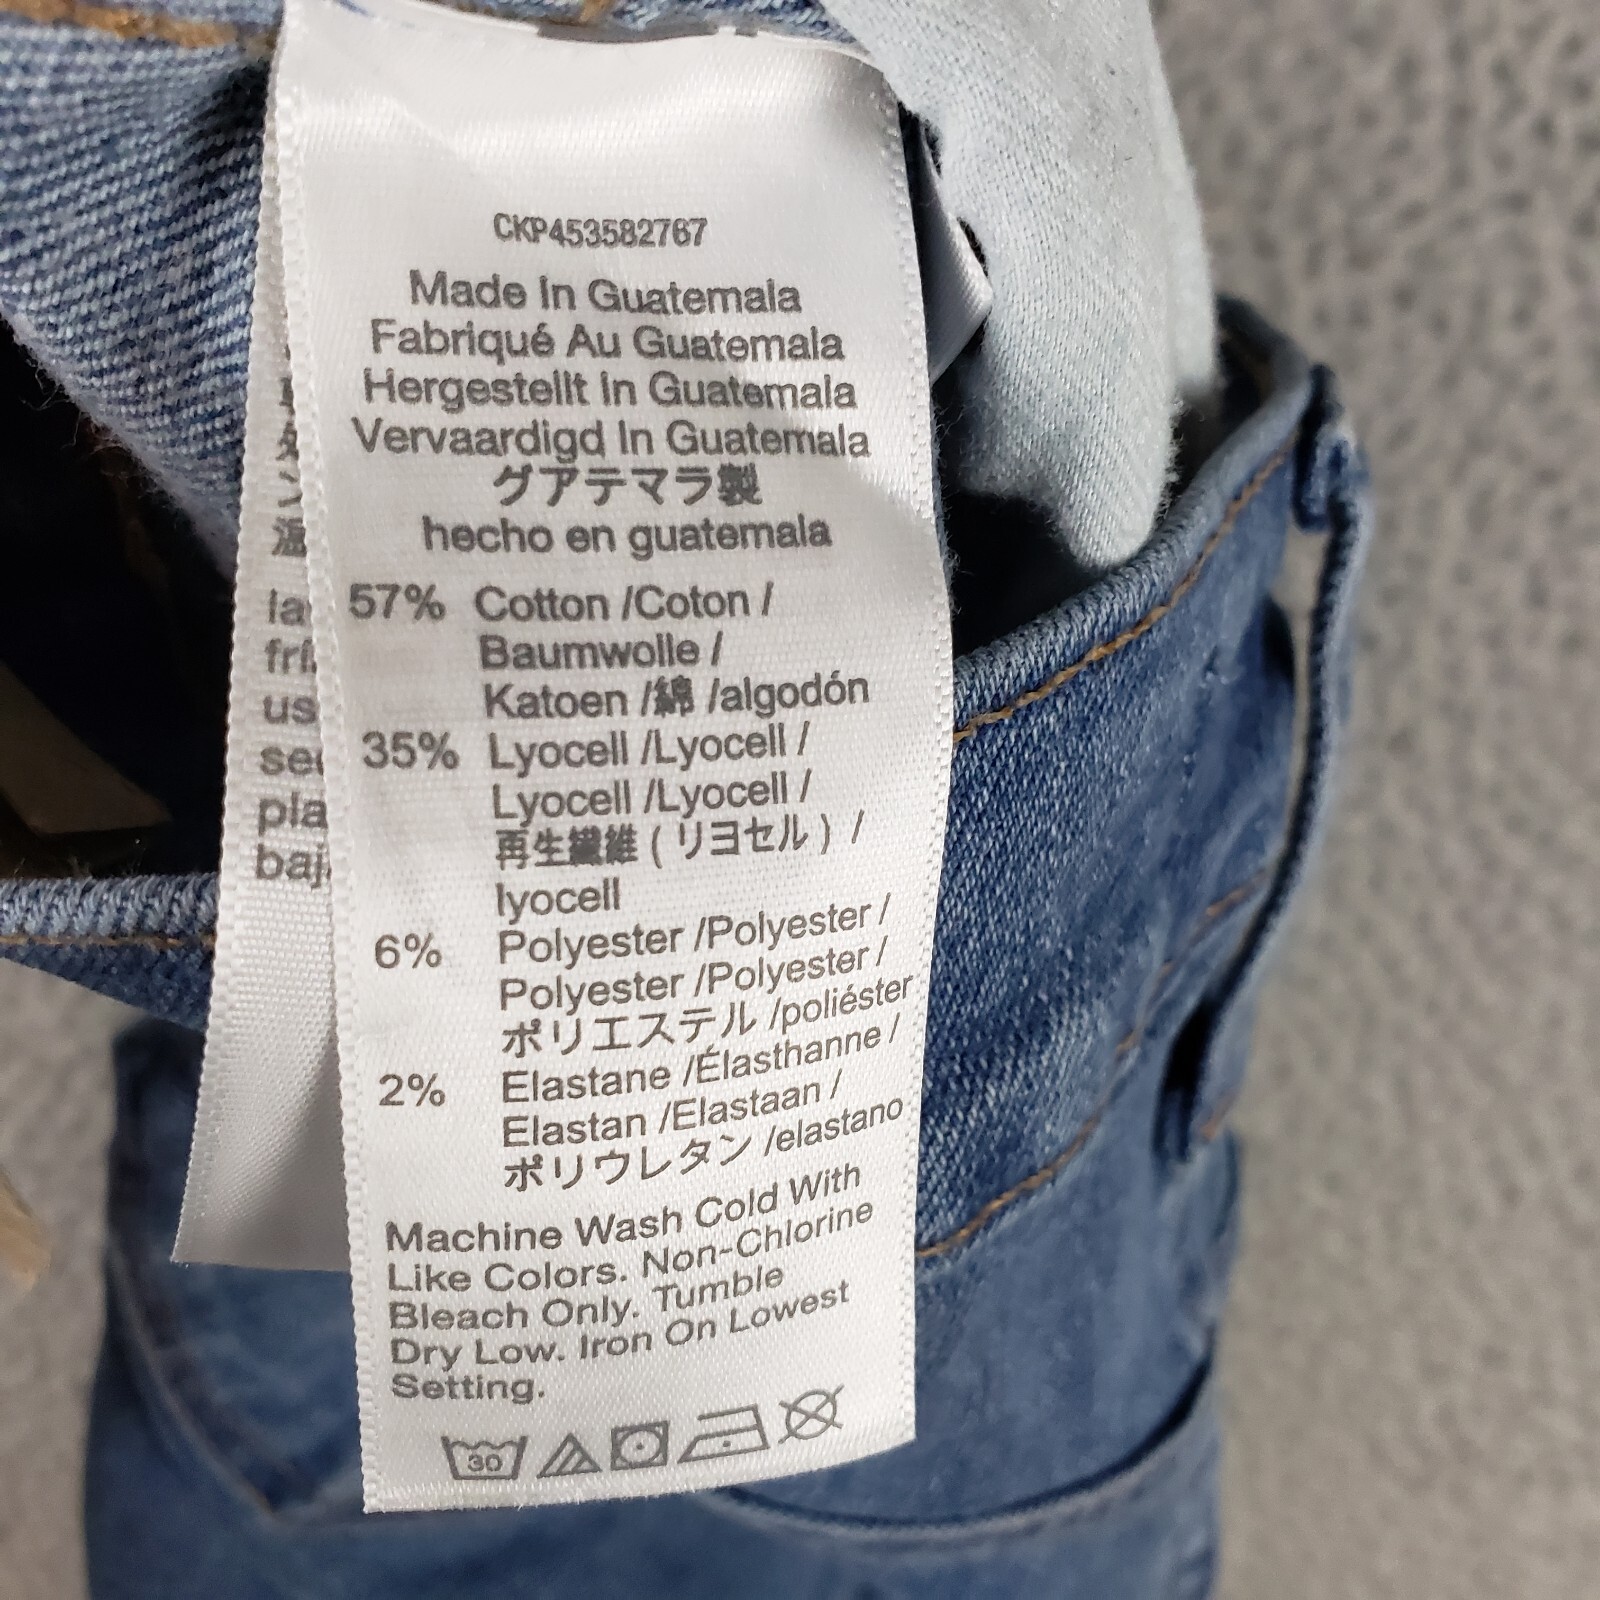 CKP453582767
Made In Guatemala
Fabriqué Au Guatemala
Hergestellt In Guatemala
Vervaardigd In Guatemala
グアテマラ製
hecho en guatemala
57% Cotton /Coton /
Baumwolle /
Katoen /綿 /algodón
35% Lyocell /Lyocell /
Lyocell /Lyocell /
再生繊維 ( リヨセル ) /
lyocell
6% Polyester /Polyester /
Polyester /Polyester /
ポリエステル /poliéster
2% Elastane /Élasthanne /
Elastan /Elastaan /
ポリウレタン /elastano
Machine Wash Cold With
Like Colors. Non-Chlorine
Bleach Only. Tumble
Dry Low. Iron On Lowest
Setting.
30